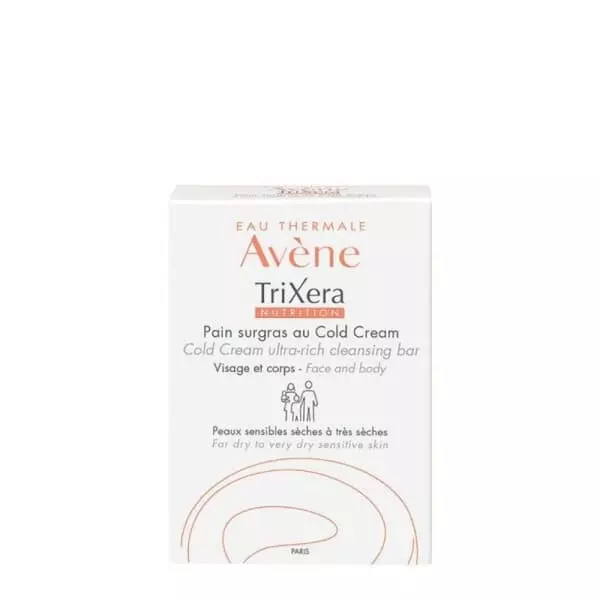 EAU THERMALE
Avène
TriXera
NUTRITION
Pain surgras au Cold Cream
Cold Cream ultra-rich cleansing bar
Visage et corps - Face and body
Peaux sensibles sèches à très sèches
For dry to very dry sensitive skin
PARIS